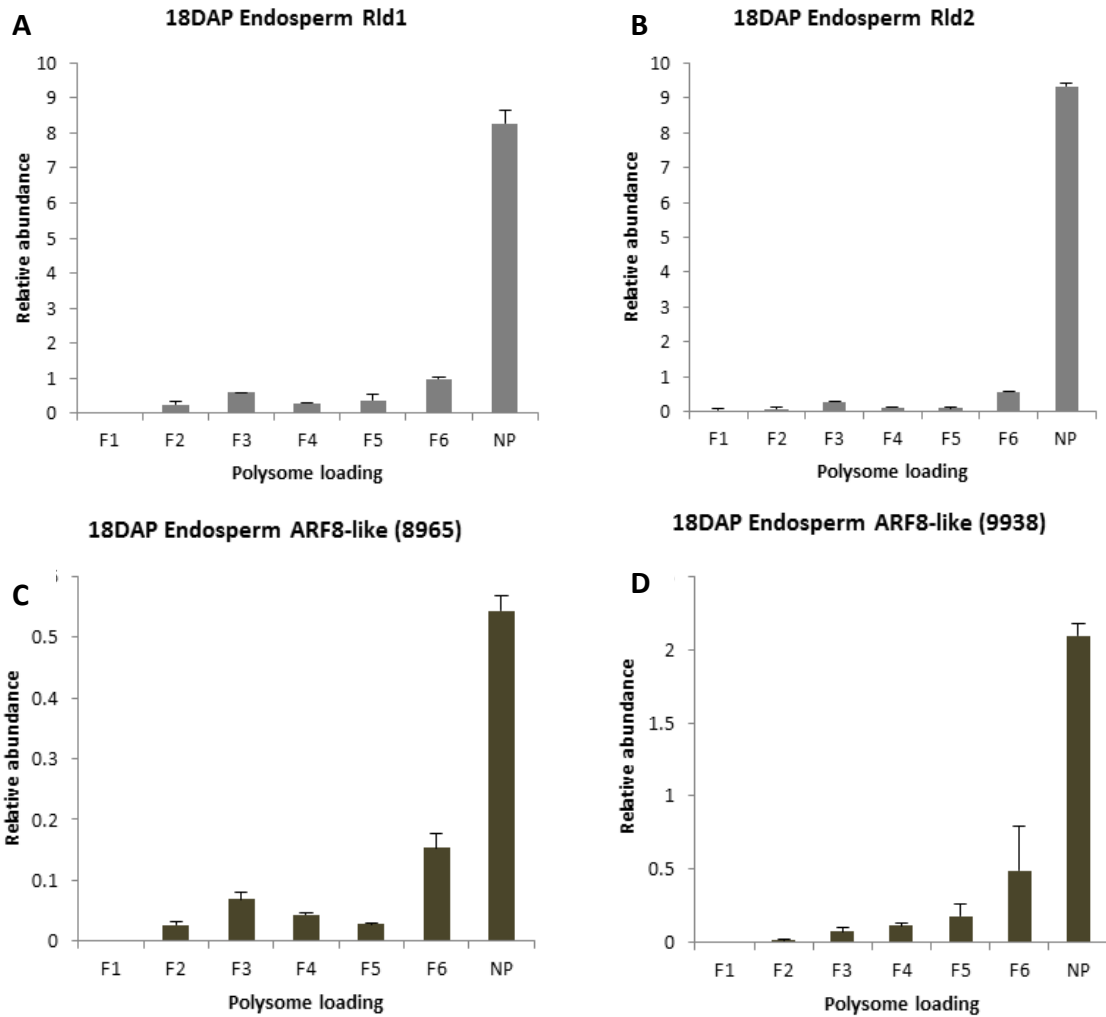 A
18DAP Endosperm Rld1
10
9
8
7
6
5
4
3
2
1
0
Relative abundance
F1 F2 F3 F4 F5 F6 NP
Polysome loading
B
18DAP Endosperm Rld2
10
9
8
7
6
5
4
3
2
1
0
Relative abundance
F1 F2 F3 F4 F5 F6 NP
Polysome loading
18DAP Endosperm ARF8-like (8965)
C
0.5
0.4
0.3
0.2
0.1
0
Relative abundance
F1 F2 F3 F4 F5 F6 NP
Polysome loading
18DAP Endosperm ARF8-like (9938)
D
2
1.5
1
0.5
0
Relative abundance
F1 F2 F3 F4 F5 F6 NP
Polysome loading